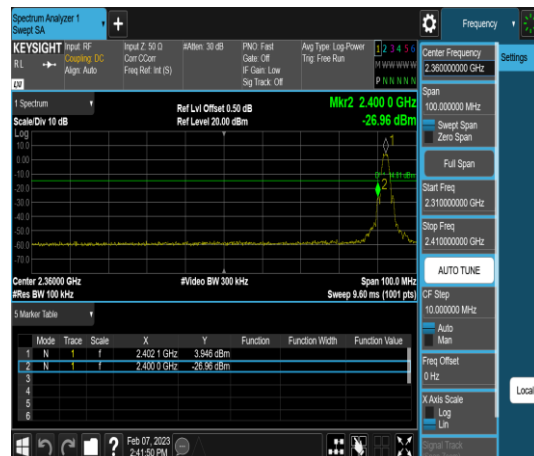 Spectrum Analyzer 1
Swept SA
+
Frequency
KEYSIGHT
RL
LXI
Input: RF
Coupling: DC
Align: Auto
Input Z: 50 Ω
Corr CCorr
Freq Ref: Int (S)
#Atten: 30 dB
PNO: Fast
Gate: Off
IF Gain: Low
Sig Track: Off
Avg Type: Log-Power
Trig: Free Run
1 2 3 4 5 6
M W W W W W
P N N N N N
1 Spectrum
Scale/Div 10 dB
Ref Lvl Offset 0.50 dB
Ref Level 20.00 dBm
Mkr2 2.400 0 GHz
-26.96 dBm
Log
10.0
0.00
-10.0
-20.0
-30.0
-40.0
-50.0
-60.0
-70.0
1
2
Center 2.36000 GHz
#Res BW 100 kHz
#Video BW 300 kHz
Span 100.0 MHz
Sweep 9.60 ms (1001 pts)
5 Marker Table
Mode Trace Scale X Y Function Function Width Function Value
1 N 1 f 2.402 1 GHz 3.946 dBm
2 N 1 f 2.400 0 GHz -26.96 dBm
3
4
5
6
?
Feb 07, 2023
2:41:50 PM
Center Frequency
2.360000000 GHz
Span
100.000000 MHz
Swept Span
Zero Span
Full Span
Start Freq
2.310000000 GHz
Stop Freq
2.410000000 GHz
AUTO TUNE
CF Step
10.000000 MHz
Auto
Man
Freq Offset
0 Hz
X Axis Scale
Log
Lin
Signal Track
Settings
Local